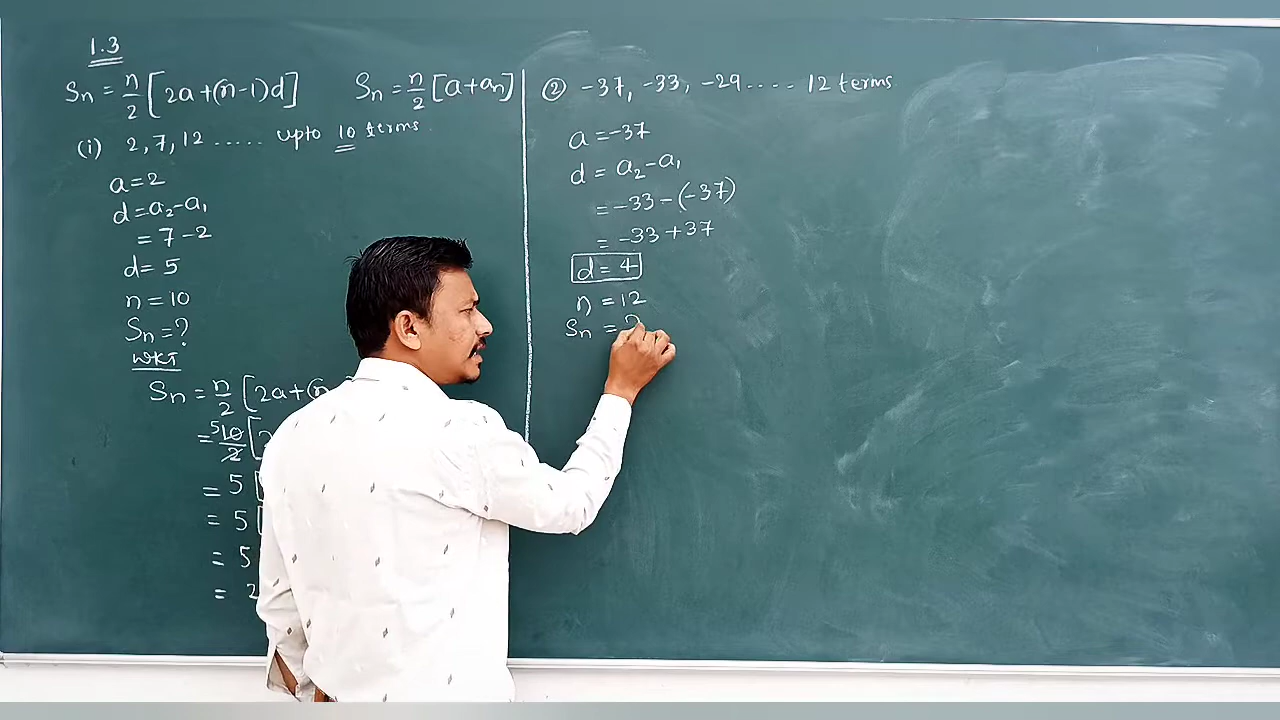 1.3
Sn = n/2 [2a+(n-1)d]
Sn = n/2 [a+an]
(i) 2, 7, 12 ..... upto 10 terms
a=2
d=a₂-a₁
= 7-2
d= 5
n = 10
Sn = ?
WKT
Sn = n/2 [2a+(n
= 5 10/2 [2
= 5 [
= 5 [
= 5
= 2
② -37, -33, -29 .... 12 terms
a = -37
d = a₂-a₁
= -33-(-37)
= -33+37
d = 4
n = 12
Sn = ?